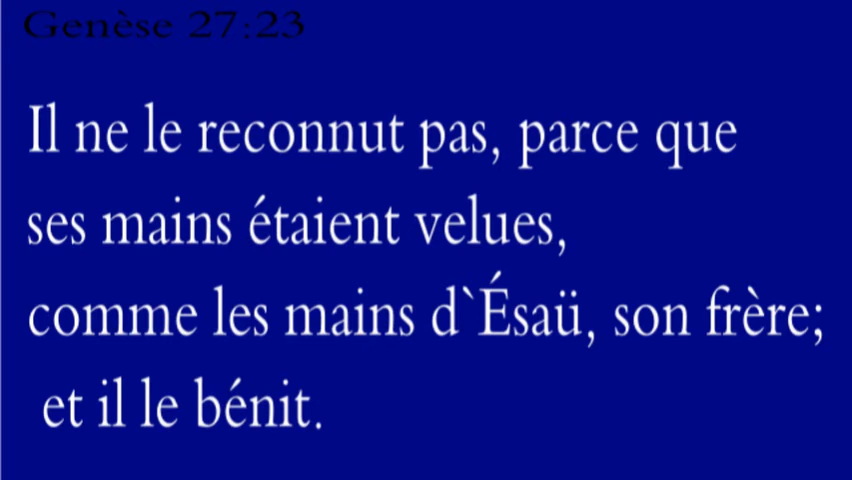 Genèse 27:23
Il ne le reconnut pas, parce que
ses mains étaient velues,
comme les mains d`Ésaü, son frère;
et il le bénit.